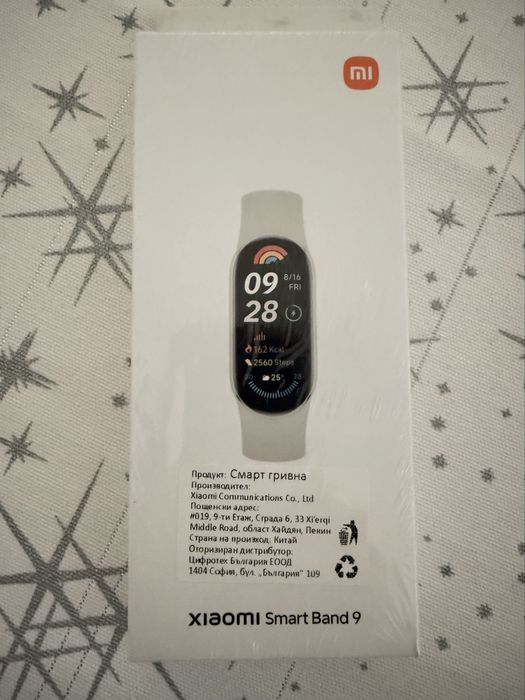 mi
09
8/16
FRI
28
162 Kcal
2560 Steps
25°
Продукт: Смарт гривна
Производител:
Xiaomi Communications Co., Ltd
Пощенски адрес:
#019, 9-ти Етаж, Сграда 6, 33 Xi'erqi
Middle Road, област Хайдян, Пекин
Страна на произход: Китай
Оторизиран дистрибутор:
Цифротех България ЕООД
1404 София, бул. „България" 109
xiaomi Smart Band 9